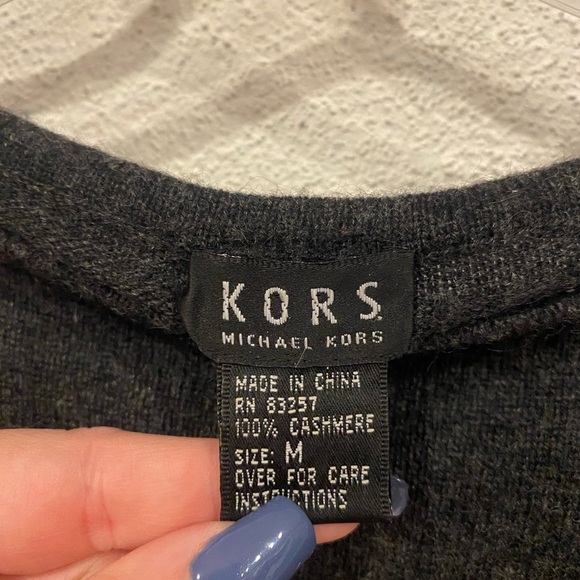 KORS
MICHAEL KORS
MADE IN CHINA
RN 83257
100% CASHMERE
SIZE: M
OVER FOR CARE
INSTRUCTIONS